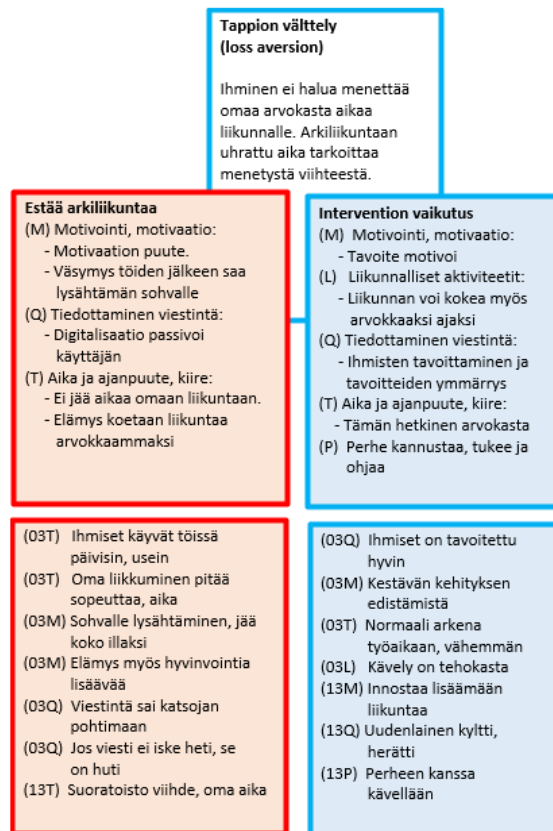 Tappion välttely
(loss aversion)
Ihminen ei halua menettää
omaa arvokasta aikaa
liikunnalle. Arkiliikuntaan
uhrattu aika tarkoittaa
menetystä viihteestä.
Estää arkiliikuntaa
(M) Motivointi, motivaatio:
- Motivaation puute.
- Väsymys töiden jälkeen saa
lysähtämän sohvalle
(Q) Tiedottaminen viestintä:
- Digitalisaatio passivoi
käyttäjän
(T) Aika ja ajanpuute, kiire:
- Ei jää aikaa omaan liikuntaan.
- Elämys koetaan liikuntaa
arvokkaammaksi
Intervention vaikutus
(M) Motivointi, motivaatio:
- Tavoite motivoi
(L) Liikunnalliset aktiviteetit:
- Liikunnan voi kokea myös
arvokkaaksi ajaksi
(Q) Tiedottaminen viestintä:
- Ihmisten tavoittaminen ja
tavoitteiden ymmärrys
(T) Aika ja ajanpuute, kiire:
- Tämän hetkinen arvokasta
(P) Perhe kannustaa, tukee ja
ohjaa
(03T) Ihmiset käyvät töissä
päivisin, usein
(03T) Oma liikkuminen pitää
sopeuttaa, aika
(03M) Sohvalle lysähtäminen, jää
koko illaksi
(03M) Elämys myös hyvinvointia
lisäävää
(03Q) Viestintä sai katsojan
pohtimaan
(03Q) Jos viesti ei iske heti, se
on huti
(13T) Suoratoisto viihde, oma aika
(03Q) Ihmiset on tavoitettu
hyvin
(03M) Kestävän kehityksen
edistämistä
(03T) Normaali arkena
työaikaan, vähemmän
(03L) Kävely on tehokasta
(13M) Innostaa lisäämään
liikuntaa
(13Q) Uudenlainen kyltti,
herätti
(13P) Perheen kanssa
kävellään